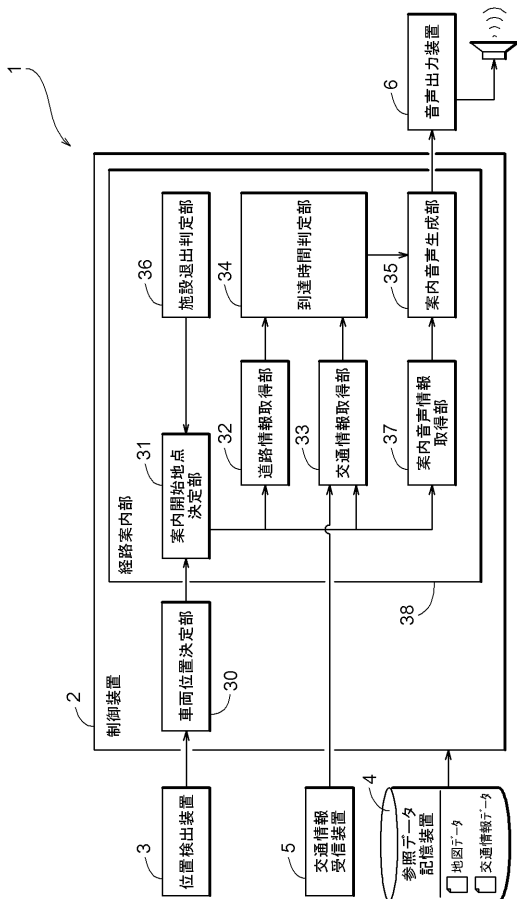 1
2
制御装置
経路案内部
3
位置検出装置
30
車両位置決定部
31
案内開始地点
決定部
36
施設退出判定部
32
道路情報取得部
34
到達時間判定部
5
交通情報
受信装置
33
交通情報取得部
37
案内音声情報
取得部
35
案内音声生成部
6
音声出力装置
38
4
参照データ
記憶装置
地図データ
交通情報データ